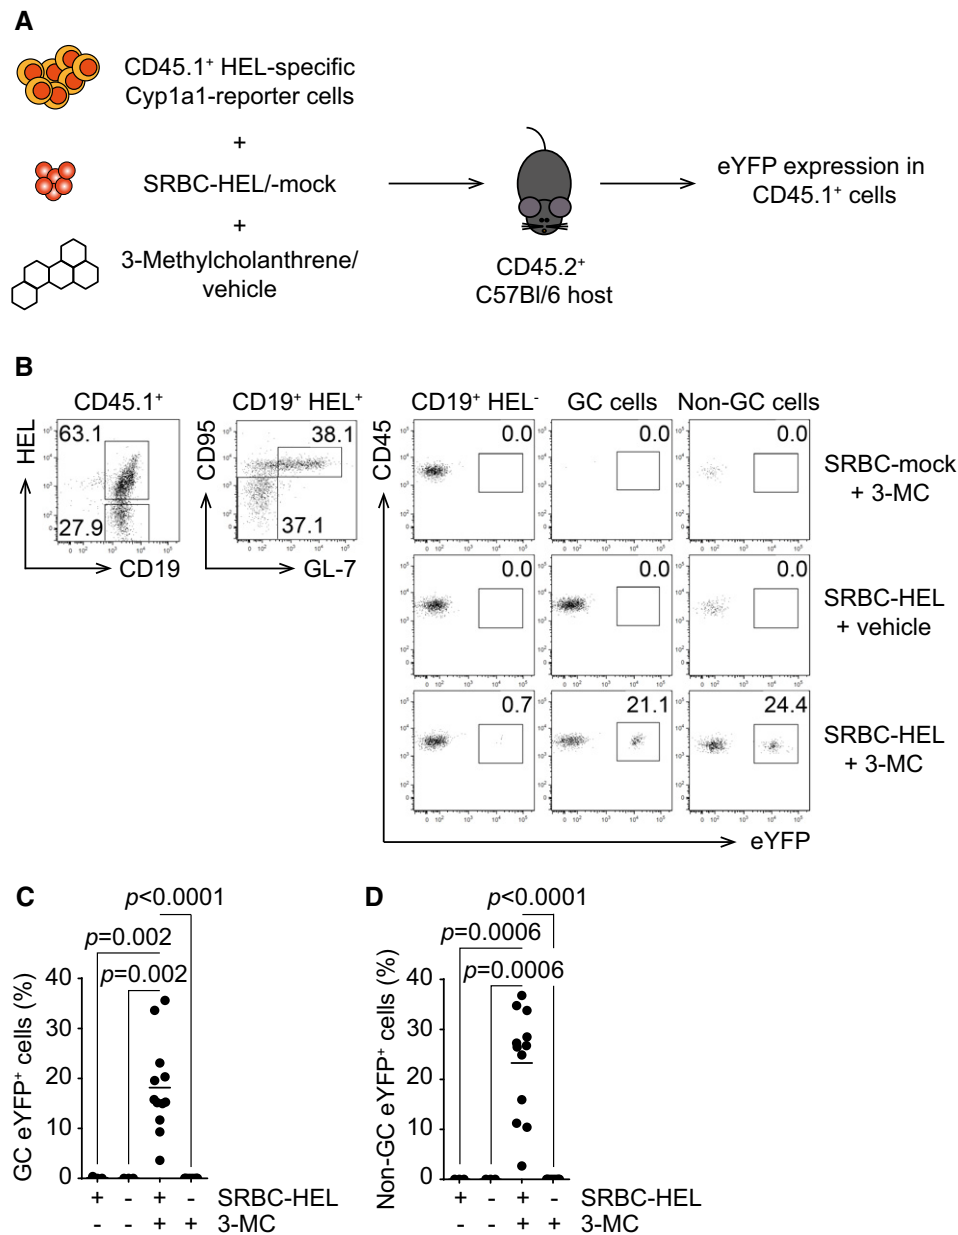 A
CD45.1⁺ HEL-specific
Cyp1a1-reporter cells
+
SRBC-HEL/-mock
+
3-Methylcholanthrene/
vehicle
CD45.2⁺
C57Bl/6 host
eYFP expression in
CD45.1⁺ cells
B
CD45.1⁺
HEL
63.1
27.9
CD19
CD19⁺ HEL⁺
CD95
38.1
37.1
GL-7
CD45
CD19⁺ HEL⁻ GC cells Non-GC cells
0.0 0.0 0.0
SRBC-mock
+ 3-MC
0.0 0.0 0.0
SRBC-HEL
+ vehicle
0.7 21.1 24.4
SRBC-HEL
+ 3-MC
eYFP
C
p<0.0001
p=0.002
p=0.002
GC eYFP⁺ cells (%)
40
30
20
10
0
+ - + - SRBC-HEL
- - + + 3-MC
D
p<0.0001
p=0.0006
p=0.0006
Non-GC eYFP⁺ cells (%)
40
30
20
10
0
+ - + - SRBC-HEL
- - + + 3-MC